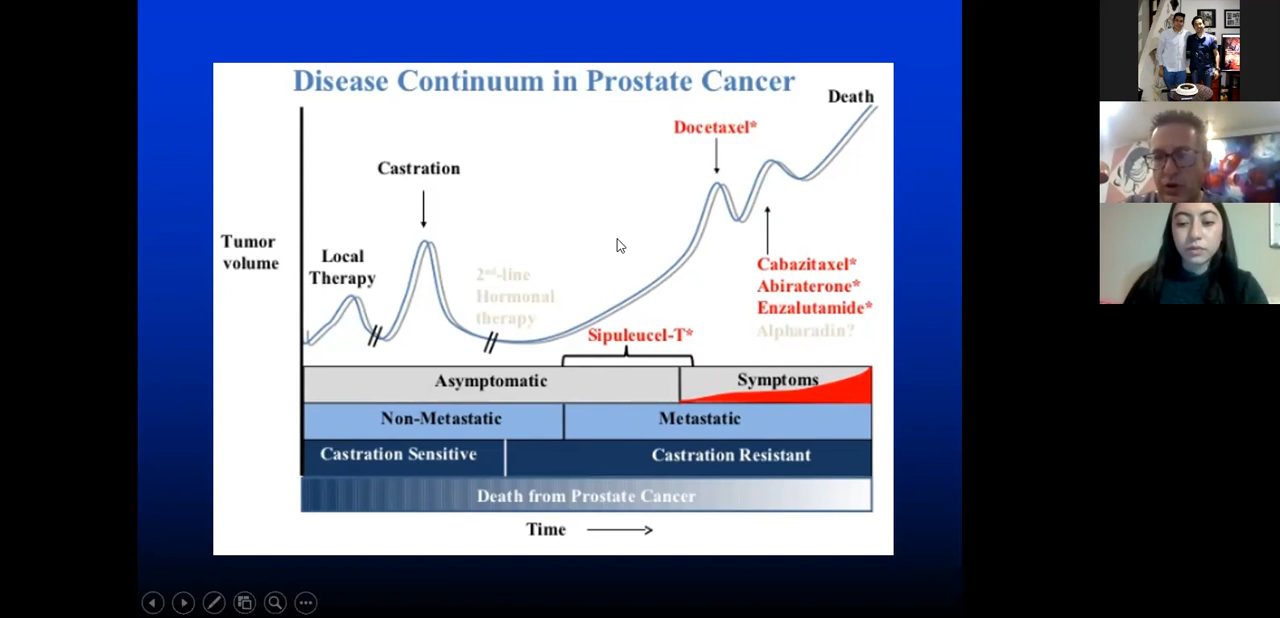 Disease Continuum in Prostate Cancer
Death
Docetaxel*
Castration
Tumor
volume
Local
Therapy
2nd-line
Hormonal
therapy
Cabazitaxel*
Abiraterone*
Enzalutamide*
Alpharadin?
Sipuleucel-T*
Asymptomatic
Symptoms
Non-Metastatic
Metastatic
Castration Sensitive
Castration Resistant
Death from Prostate Cancer
Time